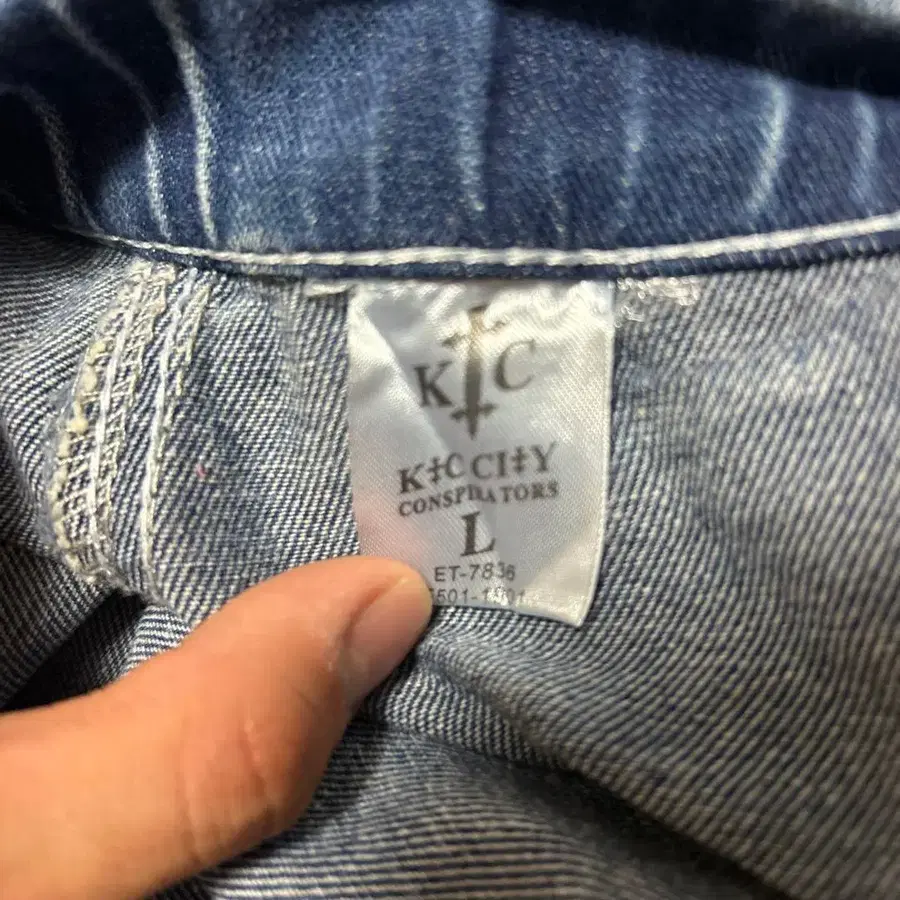 K‡C
K‡C CI‡Y
CONSPIRATORS
L
ET-7836